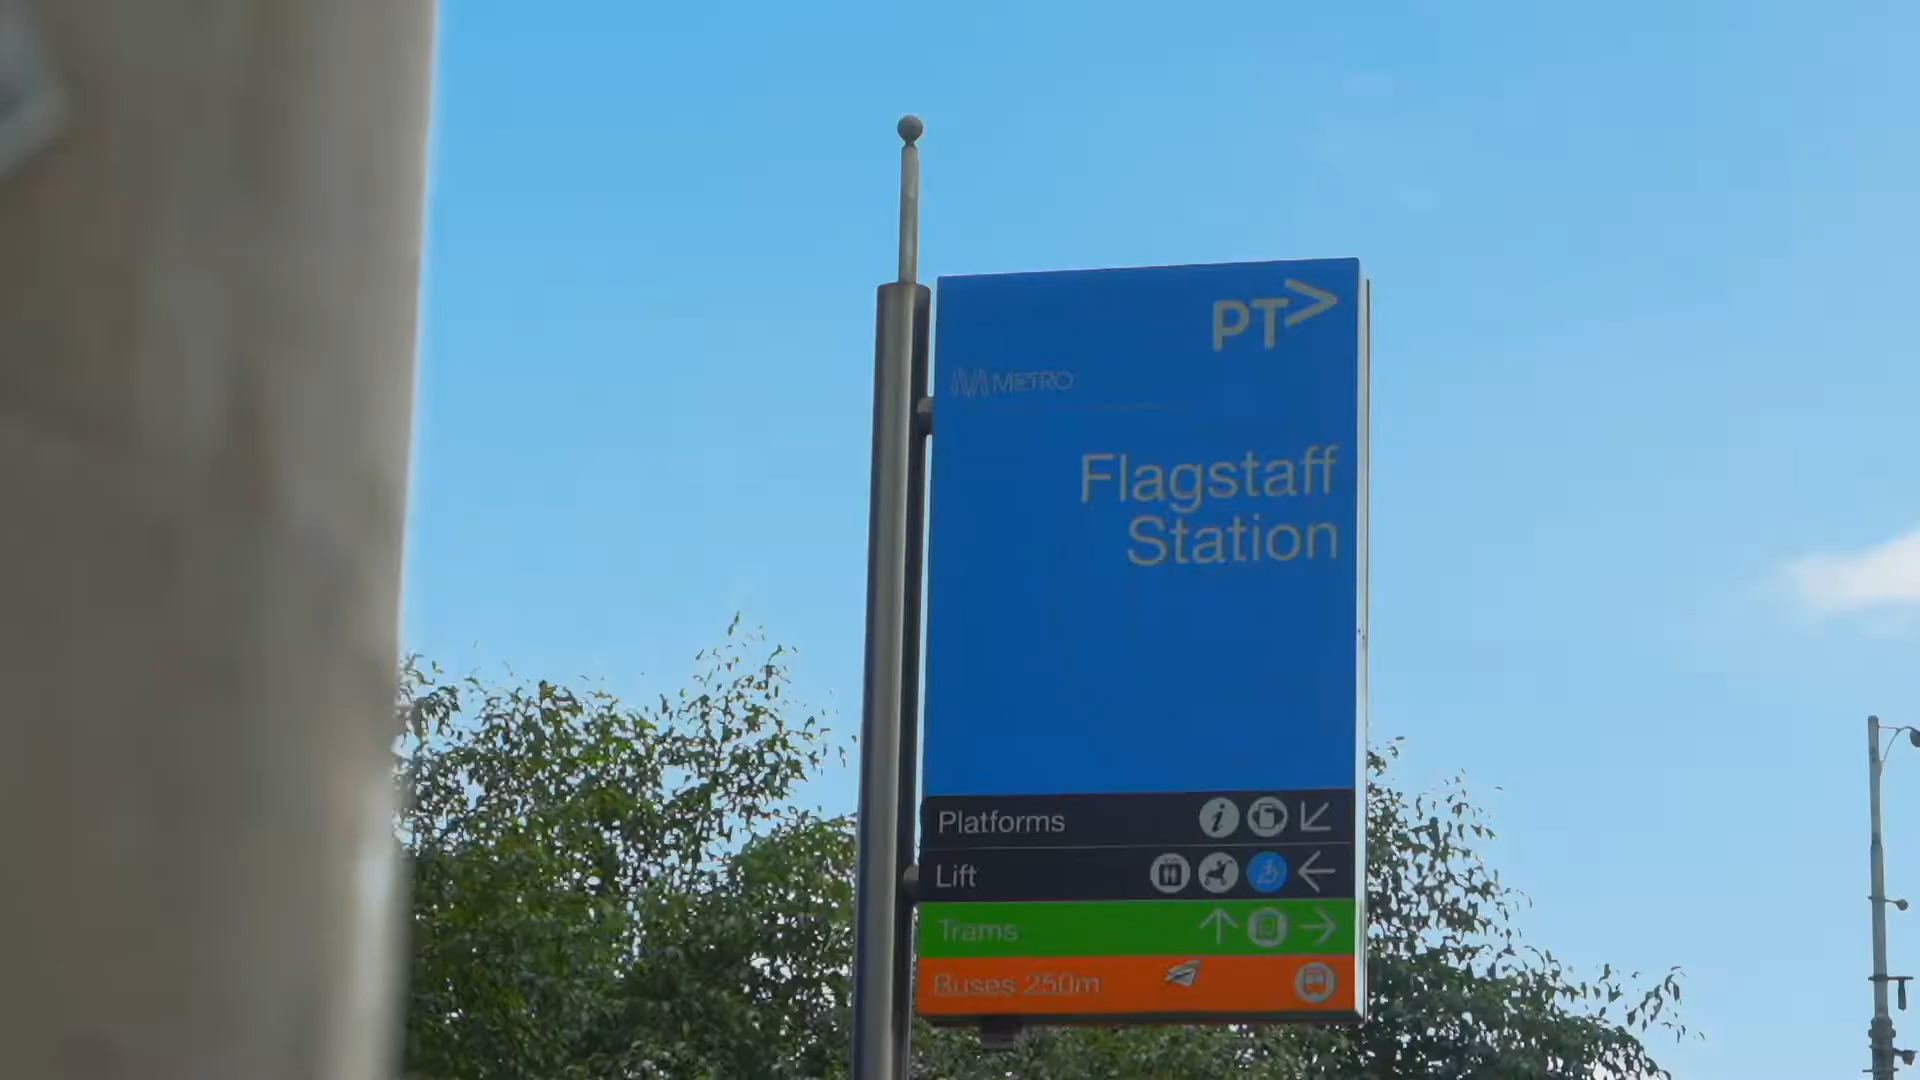 PT>
METRO
Flagstaff
Station
Platforms
Lift
Trams
Buses 250m